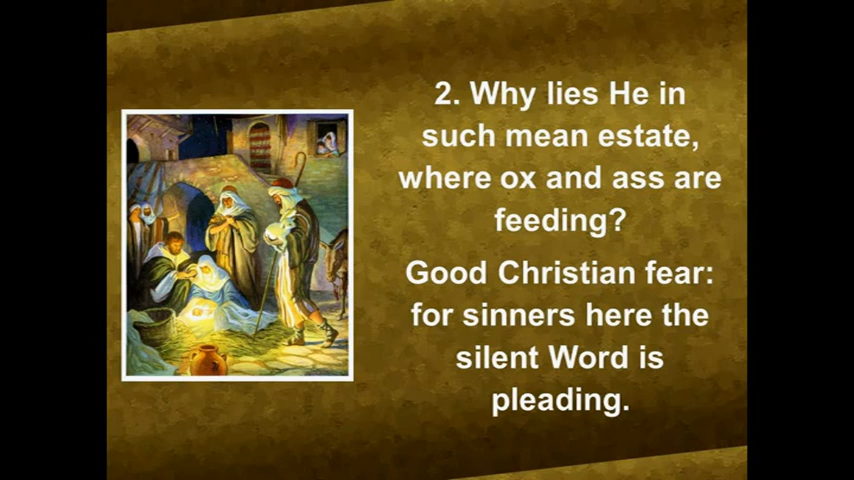 2. Why lies He in
such mean estate,
where ox and ass are
feeding?
Good Christian fear:
for sinners here the
silent Word is
pleading.